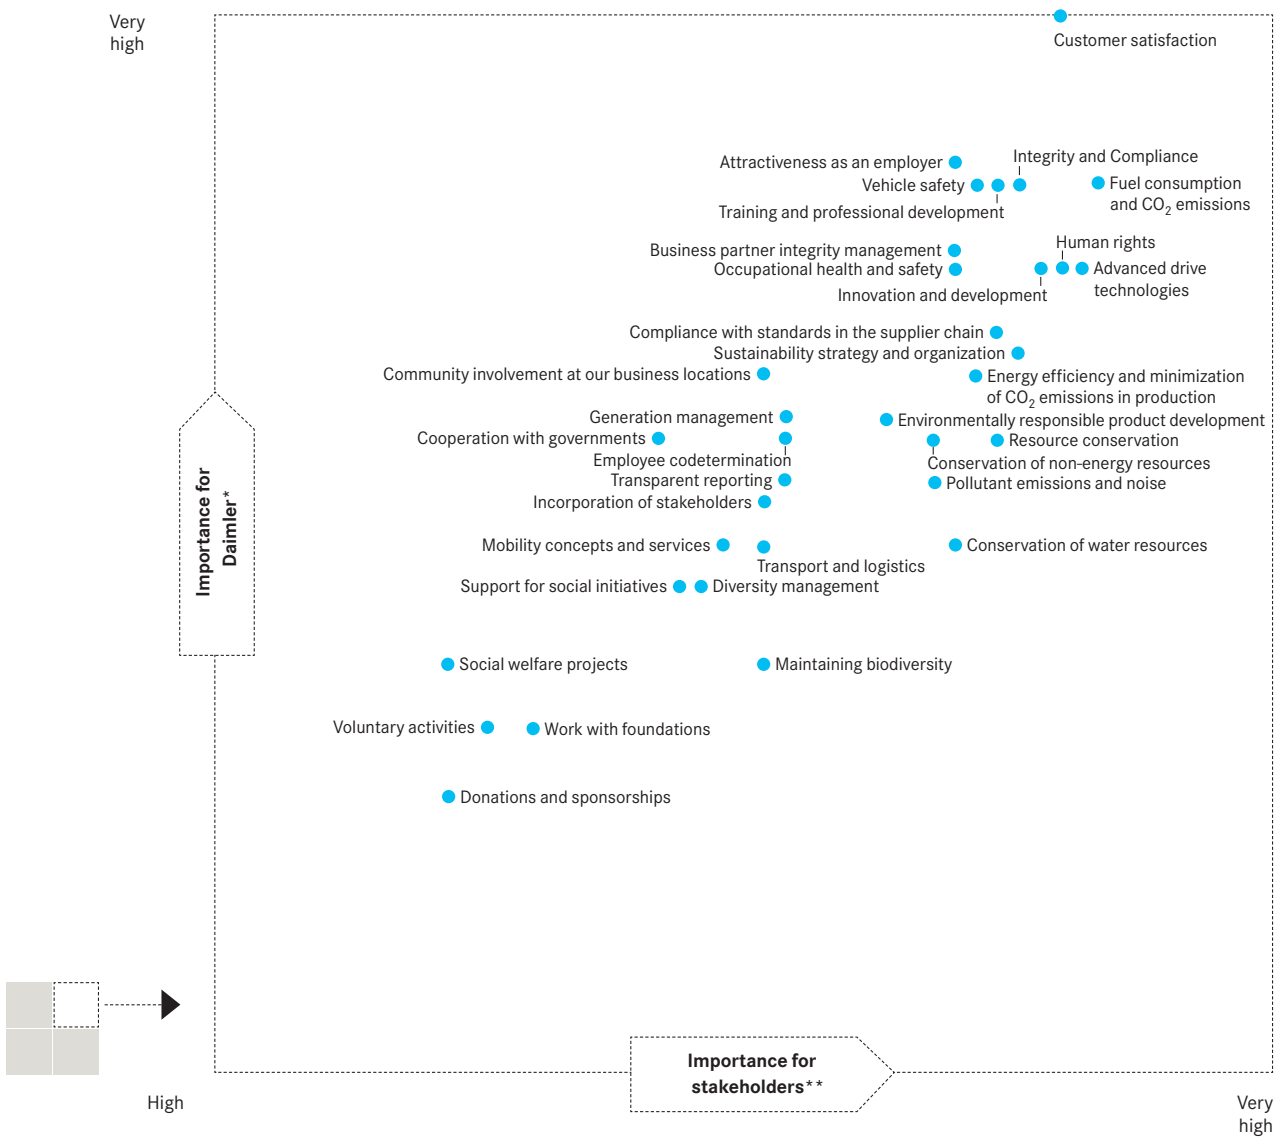 Very
high
Customer satisfaction
Attractiveness as an employer
Integrity and Compliance
Vehicle safety
Fuel consumption
and CO₂ emissions
Training and professional development
Business partner integrity management
Human rights
Occupational health and safety
Advanced drive
technologies
Innovation and development
Compliance with standards in the supplier chain
Sustainability strategy and organization
Community involvement at our business locations
Energy efficiency and minimization
of CO₂ emissions in production
Generation management
Environmentally responsible product development
Cooperation with governments
Resource conservation
Employee codetermination
Conservation of non-energy resources
Transparent reporting
Pollutant emissions and noise
Incorporation of stakeholders
Mobility concepts and services
Conservation of water resources
Transport and logistics
Support for social initiatives
Diversity management
Importance for
Daimler*
Social welfare projects
Maintaining biodiversity
Voluntary activities
Work with foundations
Donations and sponsorships
Importance for
stakeholders**
High
Very
high